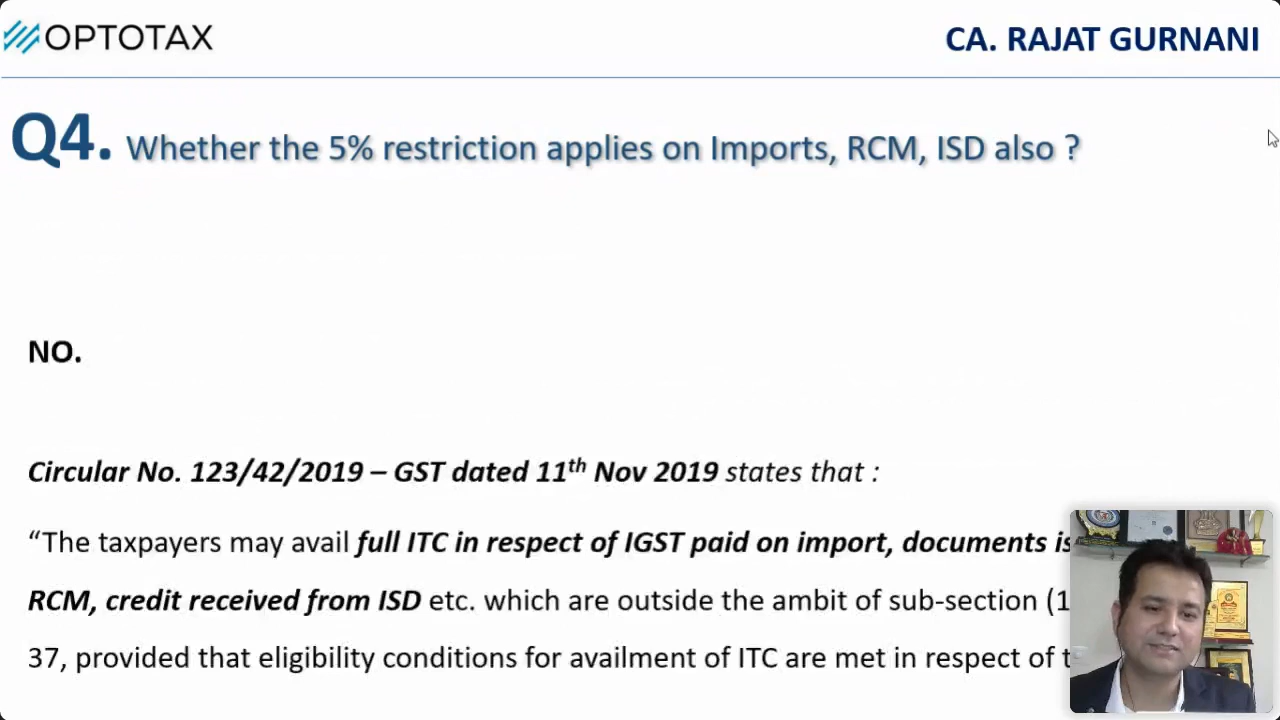 OPTOTAX
CA. RAJAT GURNANI
Q4. Whether the 5% restriction applies on Imports, RCM, ISD also ?
NO.
Circular No. 123/42/2019 – GST dated 11th Nov 2019 states that :
“The taxpayers may avail full ITC in respect of IGST paid on import, documents
RCM, credit received from ISD etc. which are outside the ambit of sub-section (1
37, provided that eligibility conditions for availment of ITC are met in respect of